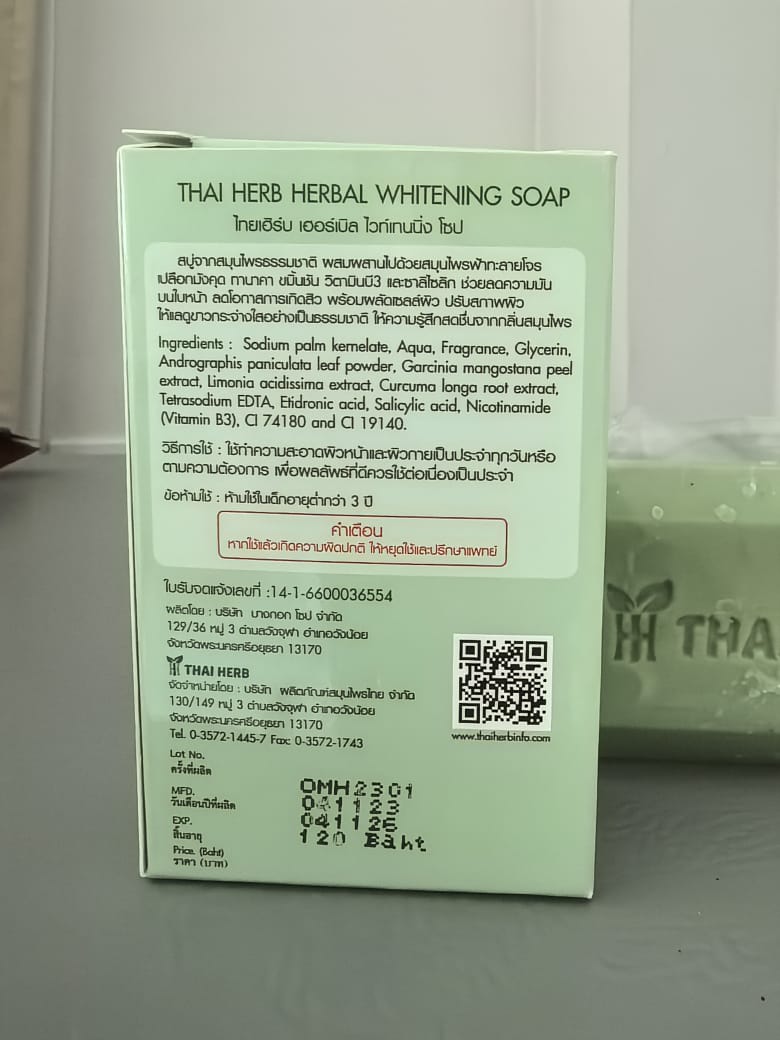 THAI HERB HERBAL WHITENING SOAP
ไทยเฮิร์บ เฮอร์เบิล ไวท์เทนนิ่ง โซป
สบู่จากสมุนไพรธรรมชาติ ผสมผสานไปด้วยสมุนไพรฟ้าทะลายโจร
เปลือกมังคุด ทานาคา ขมิ้นชัน วิตามินบี3 และซาลิไซลิก ช่วยลดความมัน
บนใบหน้า ลดโอกาสการเกิดสิว พร้อมผลัดเซลล์ผิว ปรับสภาพผิว
ให้แลดูขาวกระจ่างใสอย่างเป็นธรรมชาติ ให้ความรู้สึกสดชื่นจากกลิ่นสมุนไพร
Ingredients : Sodium palm kernelate, Aqua, Fragrance, Glycerin,
Andrographis paniculata leaf powder, Garcinia mangostana peel
extract, Limonia acidissima extract, Curcuma longa root extract,
Tetrasodium EDTA, Etidronic acid, Salicylic acid, Nicotinamide
(Vitamin B3), CI 74180 and CI 19140.
วิธีการใช้ : ใช้ทำความสะอาดผิวหน้าและผิวกายเป็นประจำทุกวันหรือ
ตามความต้องการ เพื่อผลลัพธ์ที่ดีควรใช้ต่อเนื่องเป็นประจำ
ข้อห้ามใช้ : ห้ามใช้ในเด็กอายุต่ำกว่า 3 ปี
คำเตือน
หากใช้แล้วเกิดความผิดปกติ ให้หยุดใช้และปรึกษาแพทย์
ใบรับจดแจ้งเลขที่ :14-1-6600036554
ผลิตโดย : บริษัท บางกอก โซป จำกัด
129/36 หมู่ 3 ตำบลวังจุฬา อำเภอวังน้อย
จังหวัดพระนครศรีอยุธยา 13170
THAI HERB
จัดจำหน่ายโดย : บริษัท ผลิตภัณฑ์สมุนไพรไทย จำกัด
130/149 หมู่ 3 ตำบลวังจุฬา อำเภอวังน้อย
จังหวัดพระนครศรีอยุธยา 13170
Tel. 0-3572-1445-7 Fax: 0-3572-1743
www.thaiherbinfo.com
Lot No.
ครั้งที่ผลิต
OMH2301
MFD.
วันเดือนปีที่ผลิต
041123
EXP.
สิ้นอายุ
041126
Price. (Baht)
ราคา (บาท)
120 Baht
THA